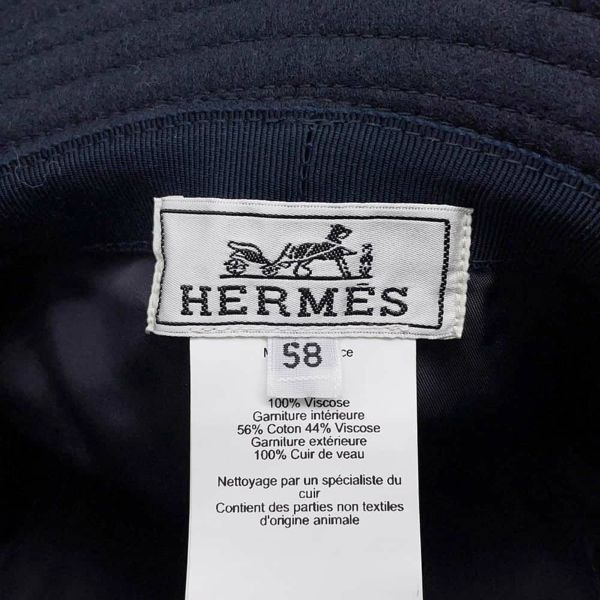 HERMÈS
58
100% Viscose
Garniture intérieure
56% Coton 44% Viscose
Garniture extérieure
100% Cuir de veau
Nettoyage par un spécialiste du
cuir
Contient des parties non textiles
d'origine animale